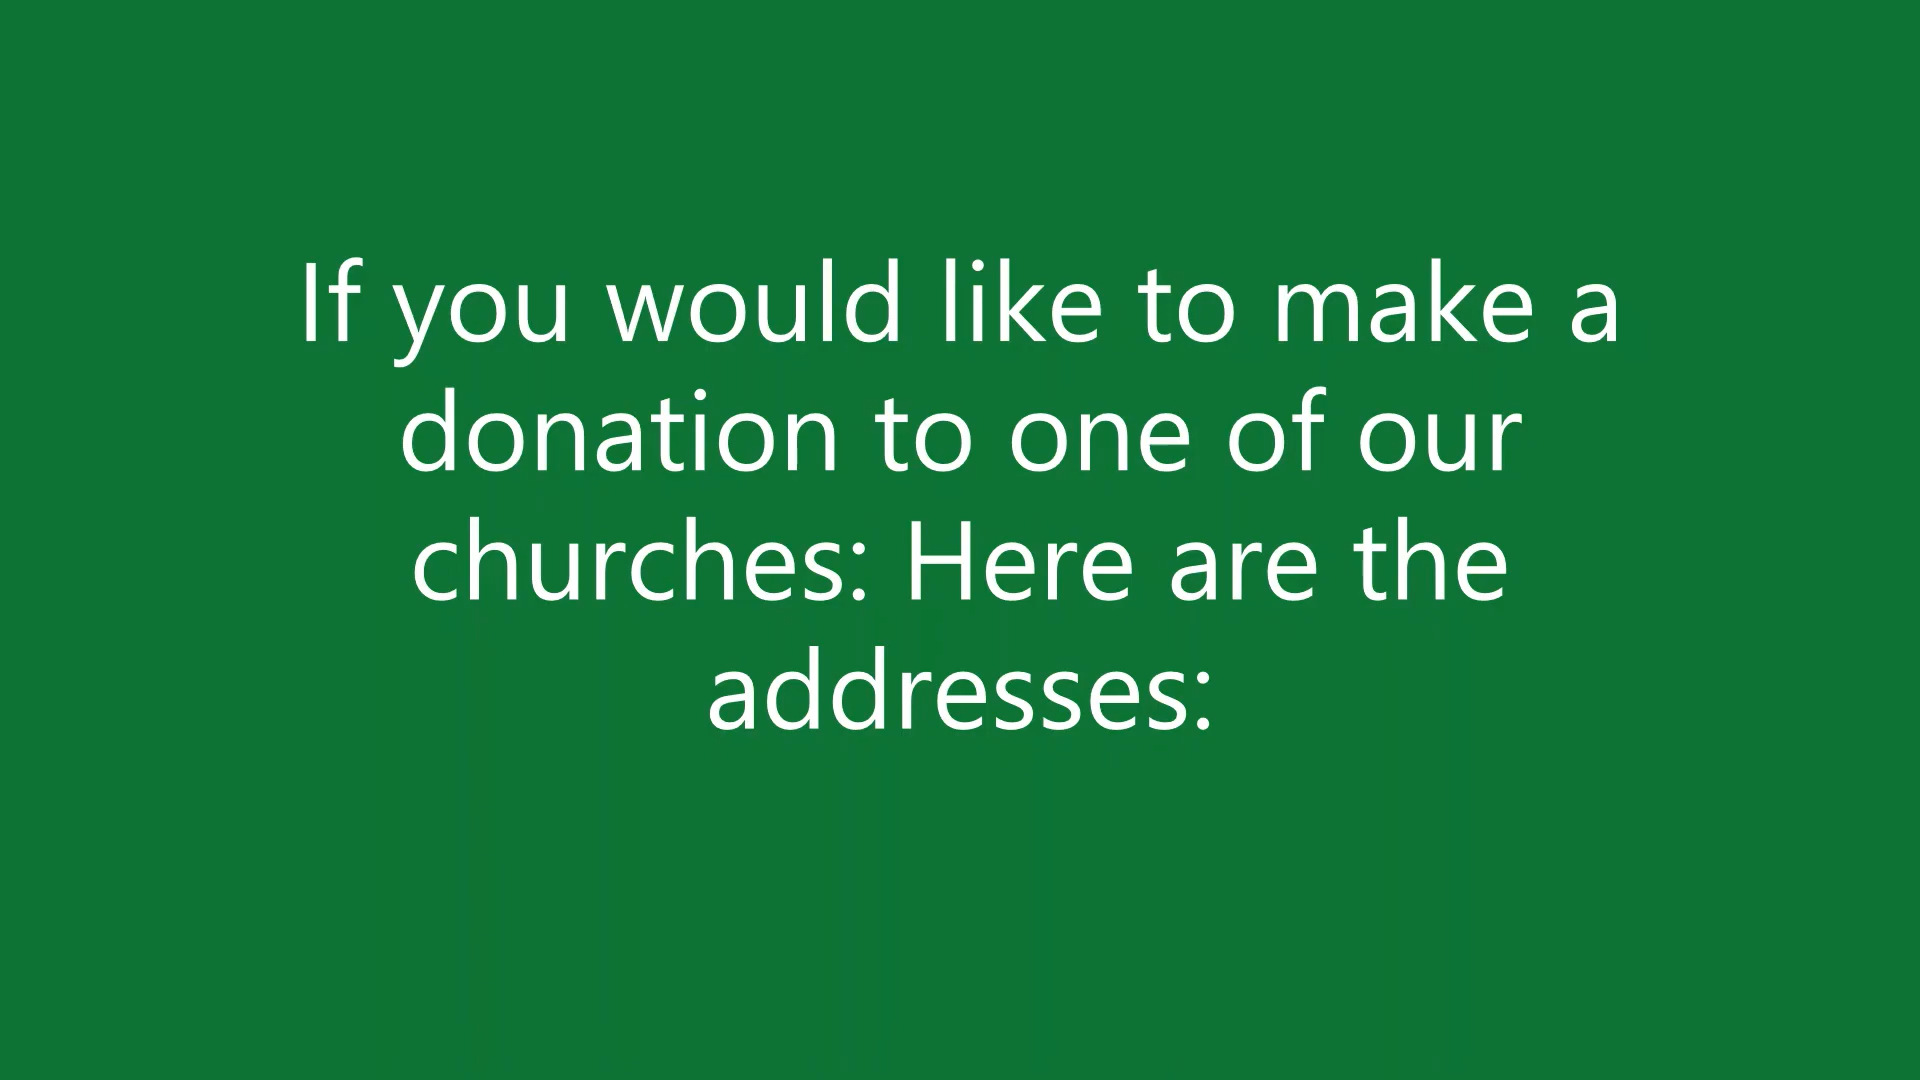 If you would like to make a
donation to one of our
churches: Here are the
addresses: